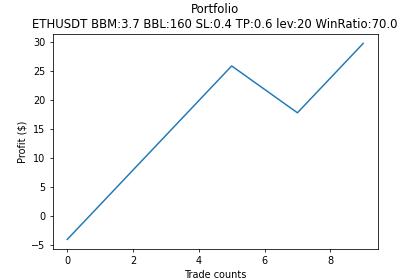 Portfolio
ETHUSDT BBM:3.7 BBL:160 SL:0.4 TP:0.6 lev:20 WinRatio:70.0
30
25
20
15
10
5
0
−5
Profit ($)
0 2 4 6 8
Trade counts